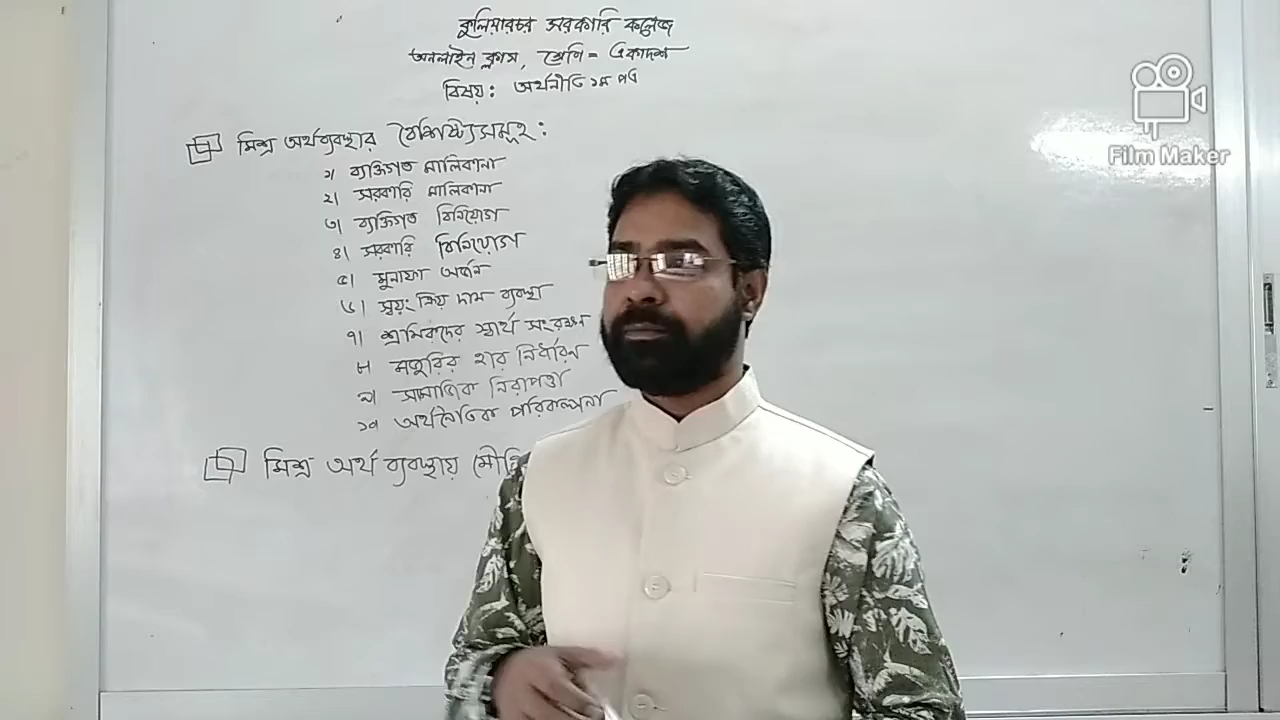 কুলিয়ারচর সরকারি কলেজ
অনলাইন ক্লাস, শ্রেণি = একাদশ
বিষয়: অর্থনীতি ১ম পত্র
মিশ্র অর্থব্যবস্থার বৈশিষ্ট্যসমূহ:
১। ব্যক্তিগত মালিকানা
২। সরকারি মালিকানা
৩। ব্যক্তিগত বিনিয়োগ
৪। সরকারি বিনিয়োগ
৫। মুনাফা অর্জন
৬। স্বয়ংক্রিয় দাম ব্যবস্থা
৭। শ্রমিকদের স্বার্থ সংরক্ষণ
৮। মজুরির হার নির্ধারন
৯। সামাজিক নিরাপত্তা
১০। অর্থনৈতিক পরিকল্পনা
মিশ্র অর্থ ব্যবস্থায়
Film Maker